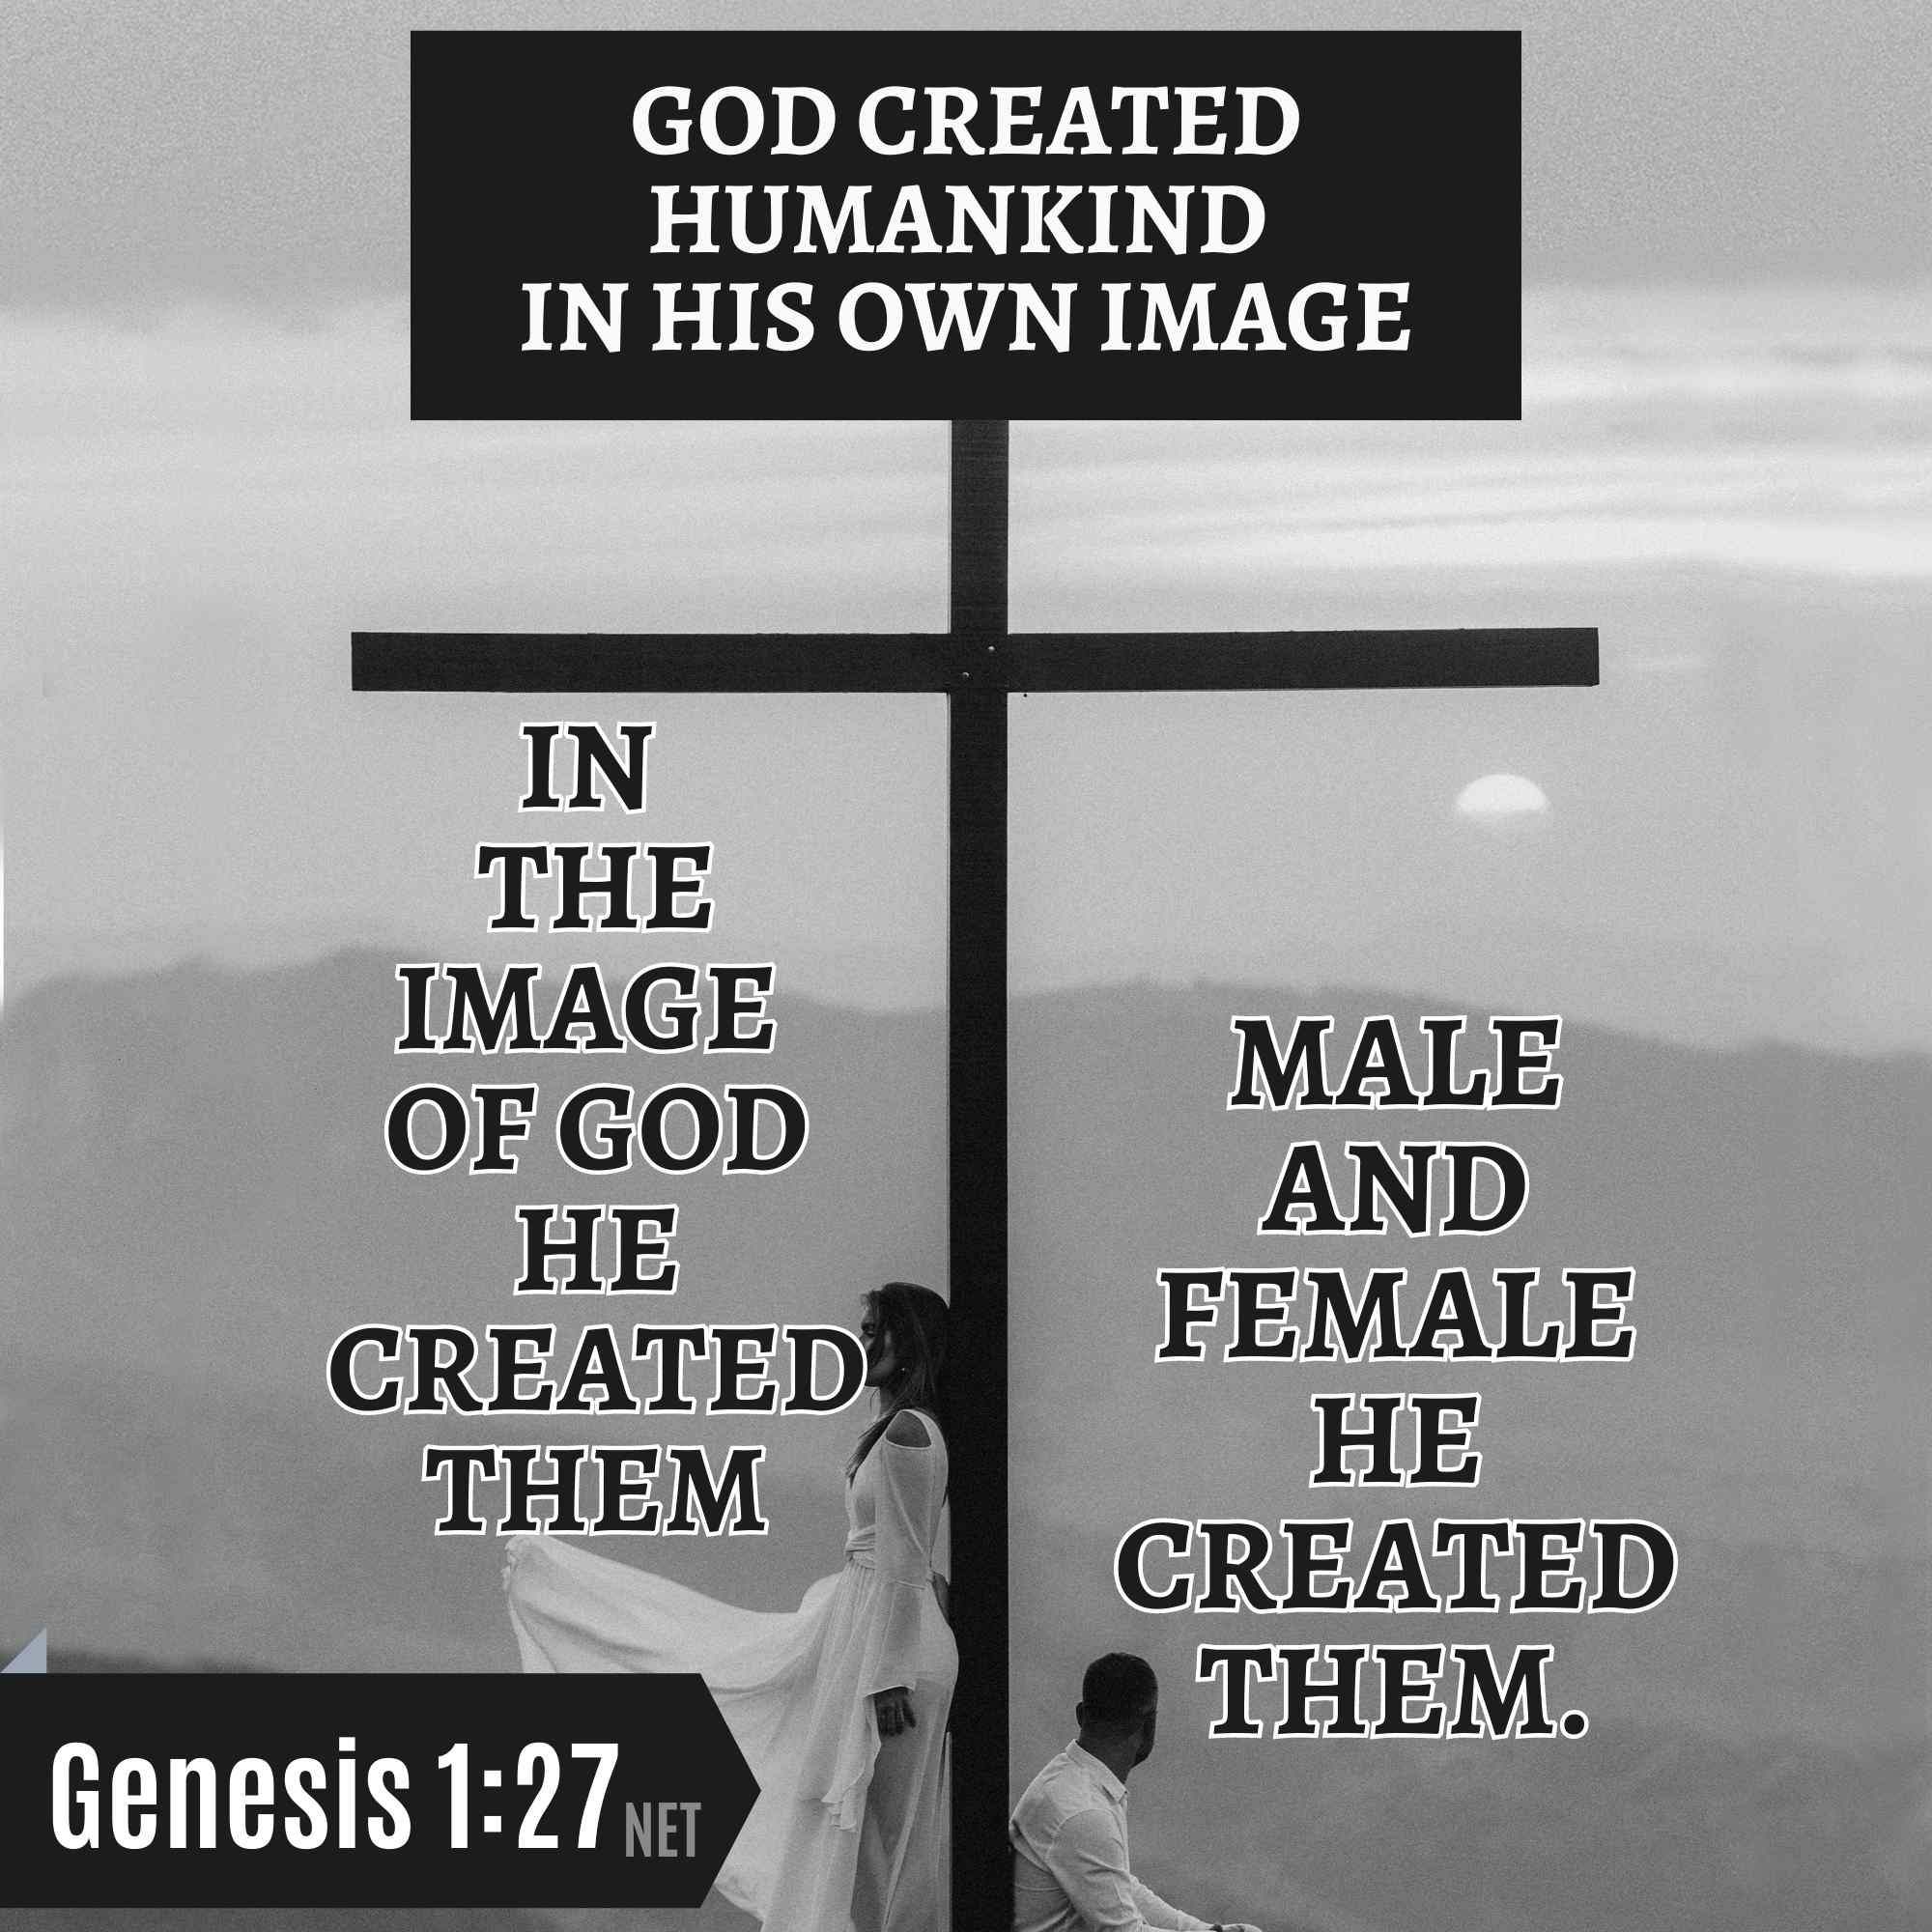 GOD CREATED
HUMANKIND
IN HIS OWN IMAGE
IN
THE
IMAGE
OF GOD
HE
CREATED
THEM
MALE
AND
FEMALE
HE
CREATED
THEM.
Genesis 1:27 NET